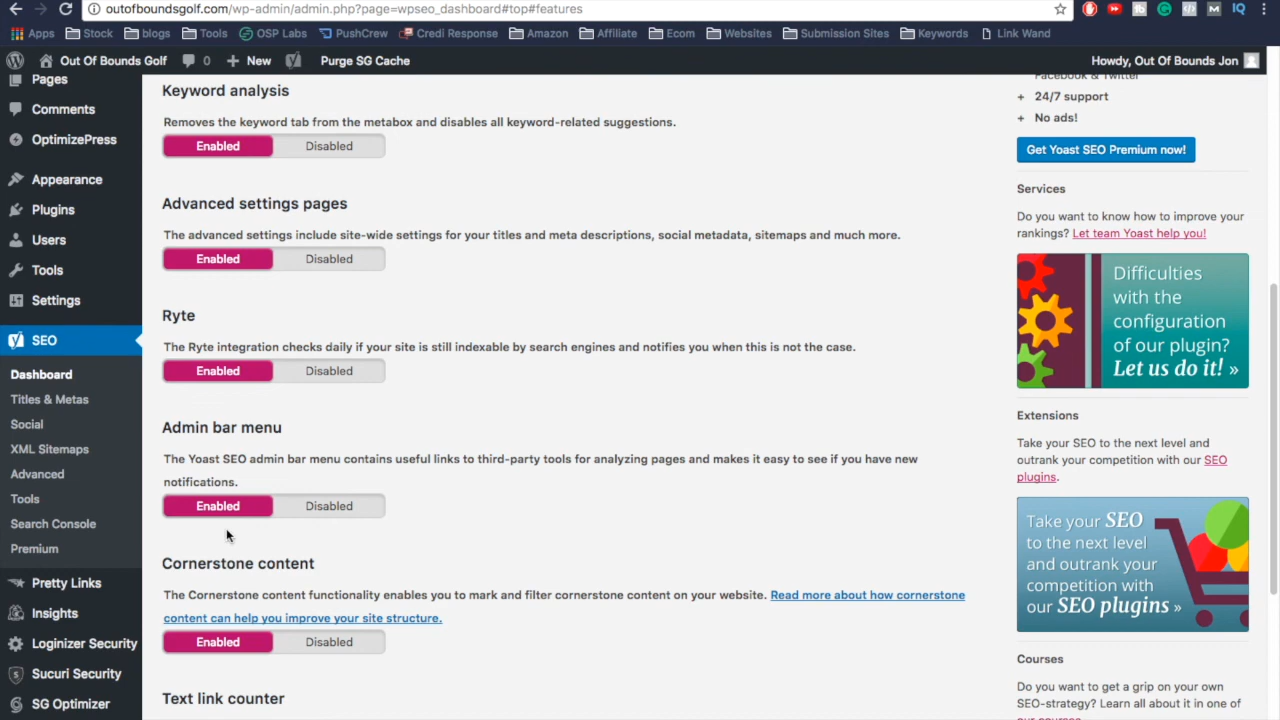 outofboundsgolf.com/wp-admin/admin.php?page=wpseo_dashboard#top#features
Apps Stock blogs Tools OSP Labs PushCrew Credi Response Amazon Affiliate Ecom Websites Submission Sites Keywords Link Wand
Out Of Bounds Golf 0 New Purge SG Cache Howdy, Out Of Bounds Jon
Pages
Comments
OptimizePress
Appearance
Plugins
Users
Tools
Settings
SEO
Dashboard
Titles & Metas
Social
XML Sitemaps
Advanced
Tools
Search Console
Premium
Pretty Links
Insights
Loginizer Security
Sucuri Security
SG Optimizer
Keyword analysis
Removes the keyword tab from the metabox and disables all keyword-related suggestions.
Enabled Disabled
Advanced settings pages
The advanced settings include site-wide settings for your titles and meta descriptions, social metadata, sitemaps and much more.
Enabled Disabled
Ryte
The Ryte integration checks daily if your site is still indexable by search engines and notifies you when this is not the case.
Enabled Disabled
Admin bar menu
The Yoast SEO admin bar menu contains useful links to third-party tools for analyzing pages and makes it easy to see if you have new
notifications.
Enabled Disabled
Cornerstone content
The Cornerstone content functionality enables you to mark and filter cornerstone content on your website. Read more about how cornerstone
content can help you improve your site structure.
Enabled Disabled
Text link counter
Facebook & Twitter
+ 24/7 support
+ No ads!
Get Yoast SEO Premium now!
Services
Do you want to know how to improve your
rankings? Let team Yoast help you!
Difficulties
with the
configuration
of our plugin?
Let us do it! »
Extensions
Take your SEO to the next level and
outrank your competition with our SEO
plugins.
Take your SEO
to the next level
and outrank your
competition with
our SEO plugins »
Courses
Do you want to get a grip on your own
SEO-strategy? Learn all about it in one of
our courses.